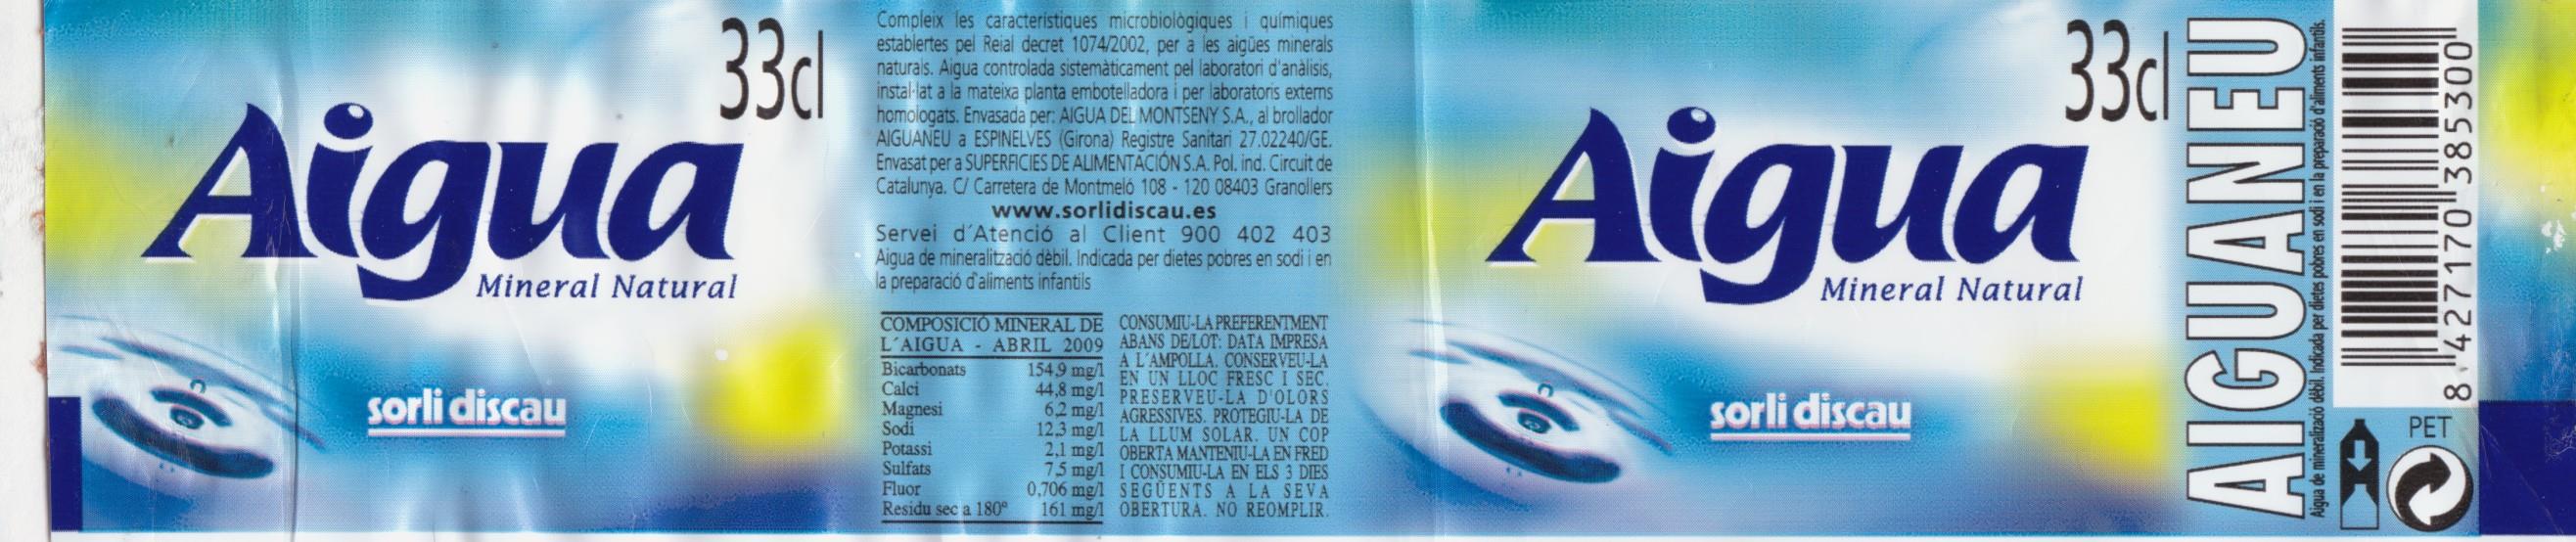 33cl
Aigua
Mineral Natural
sorli discau
Compleix les característiques microbiològiques i químiques
establertes pel Reial decret 1074/2002, per a les aigües minerals
naturals. Aigua controlada sistemàticament pel laboratori d'anàlisis,
instal·lat a la mateixa planta embotelladora i per laboratoris externs
homologats. Envasada per: AIGUA DEL MONTSENY S.A., al brollador
AIGUANEU a ESPINELVES (Girona) Registre Sanitari 27.02240/GE.
Envasat per a SUPERFICIES DE ALIMENTACIÓN S.A. Pol. ind. Circuit de
Catalunya. C/ Carretera de Montmeló 108 - 120 08403 Granollers
www.sorlidiscau.es
Servei d'Atenció al Client 900 402 403
Aigua de mineralització dèbil. Indicada per dietes pobres en sodi i en
la preparació d'aliments infantils
COMPOSICIÓ MINERAL DE
L´AIGUA - ABRIL 2009
Bicarbonats 154,9 mg/l
Calci 44,8 mg/l
Magnesi 6,2 mg/l
Sodi 12,3 mg/l
Potassi 2,1 mg/l
Sulfats 7,5 mg/l
Fluor 0,706 mg/l
Residu sec a 180º 161 mg/l
CONSUMIU-LA PREFERENTMENT
ABANS DE/LOT: DATA IMPRESA
A L´AMPOLLA. CONSERVEU-LA
EN UN LLOC FRESC I SEC.
PRESERVEU-LA D'OLORS
AGRESSIVES. PROTEGIU-LA DE
LA LLUM SOLAR. UN COP
OBERTA MANTENIU-LA EN FRED
I CONSUMIU-LA EN ELS 3 DIES
SEGÜENTS A LA SEVA
OBERTURA. NO REOMPLIR.
33cl
Aigua
Mineral Natural
sorli discau
AIGUANEU
Aigua de mineralització dèbil. Indicada per dietes pobres en sodi i en la preparació d'aliments infantils.
8 427170 385300
PET